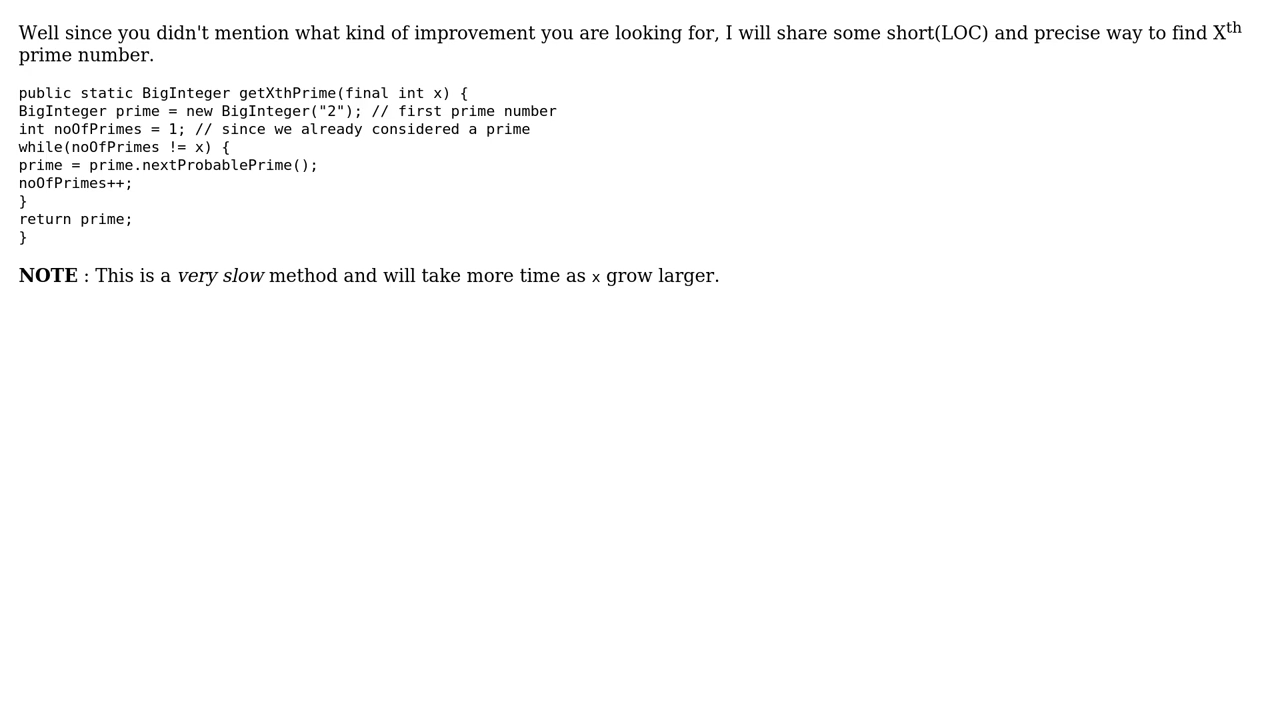 Well since you didn't mention what kind of improvement you are looking for, I will share some short(LOC) and precise way to find Xth
prime number.
public static BigInteger getXthPrime(final int x) {
BigInteger prime = new BigInteger("2"); // first prime number
int noOfPrimes = 1; // since we already considered a prime
while(noOfPrimes != x) {
prime = prime.nextProbablePrime();
noOfPrimes++;
}
return prime;
}
NOTE : This is a very slow method and will take more time as x grow larger.